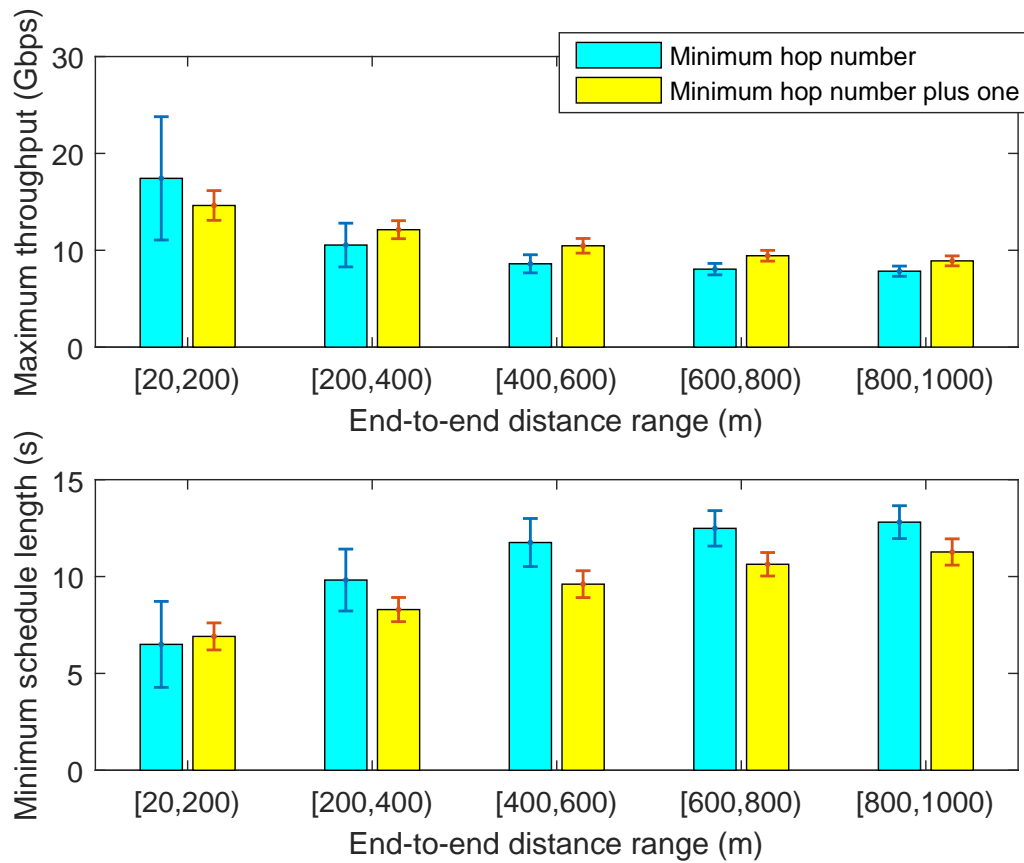 Maximum throughput (Gbps)
30
20
10
0
Minimum hop number
Minimum hop number plus one
[20,200) [200,400) [400,600) [600,800) [800,1000)
End-to-end distance range (m)
Minimum schedule length (s)
15
10
5
0
[20,200) [200,400) [400,600) [600,800) [800,1000)
End-to-end distance range (m)